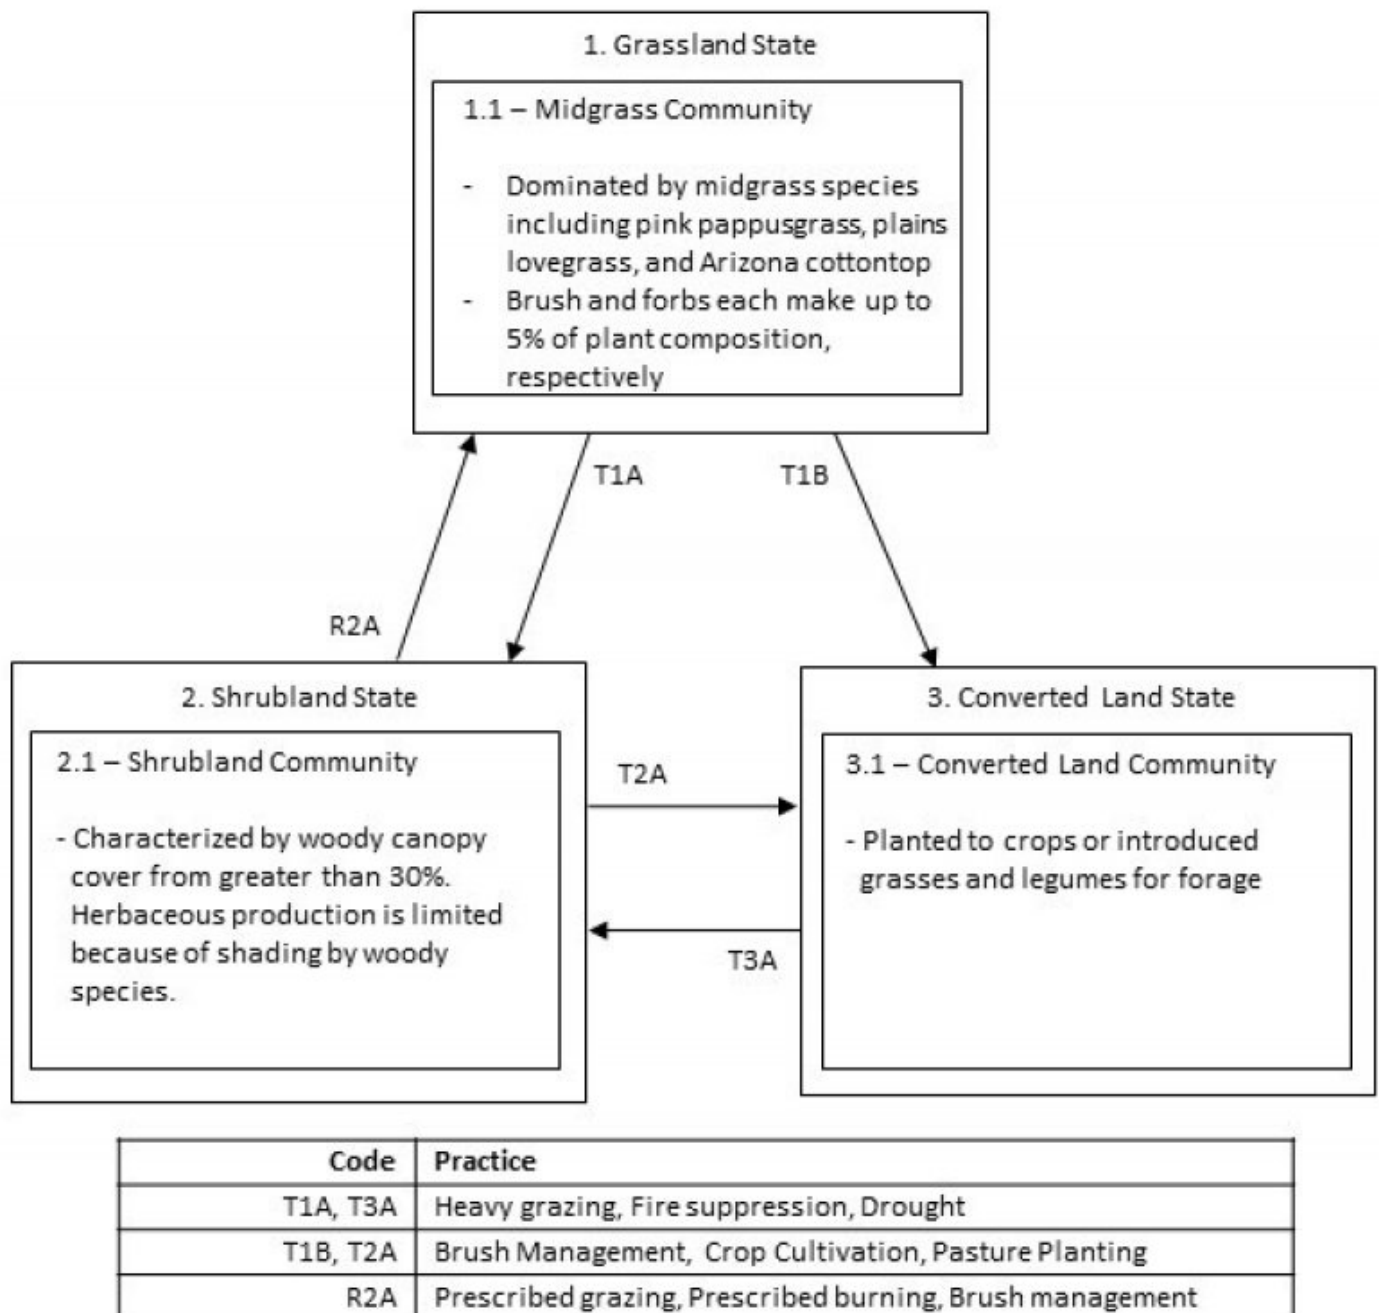 1. Grassland State
1.1 – Midgrass Community
- Dominated by midgrass species
including pink pappusgrass, plains
lovegrass, and Arizona cottontop
- Brush and forbs each make up to
5% of plant composition,
respectively
T1A
T1B
R2A
2. Shrubland State
2.1 – Shrubland Community
- Characterized by woody canopy
cover from greater than 30%.
Herbaceous production is limited
because of shading by woody
species.
T2A
T3A
3. Converted Land State
3.1 – Converted Land Community
- Planted to crops or introduced
grasses and legumes for forage
Code Practice
T1A, T3A Heavy grazing, Fire suppression, Drought
T1B, T2A Brush Management, Crop Cultivation, Pasture Planting
R2A Prescribed grazing, Prescribed burning, Brush management